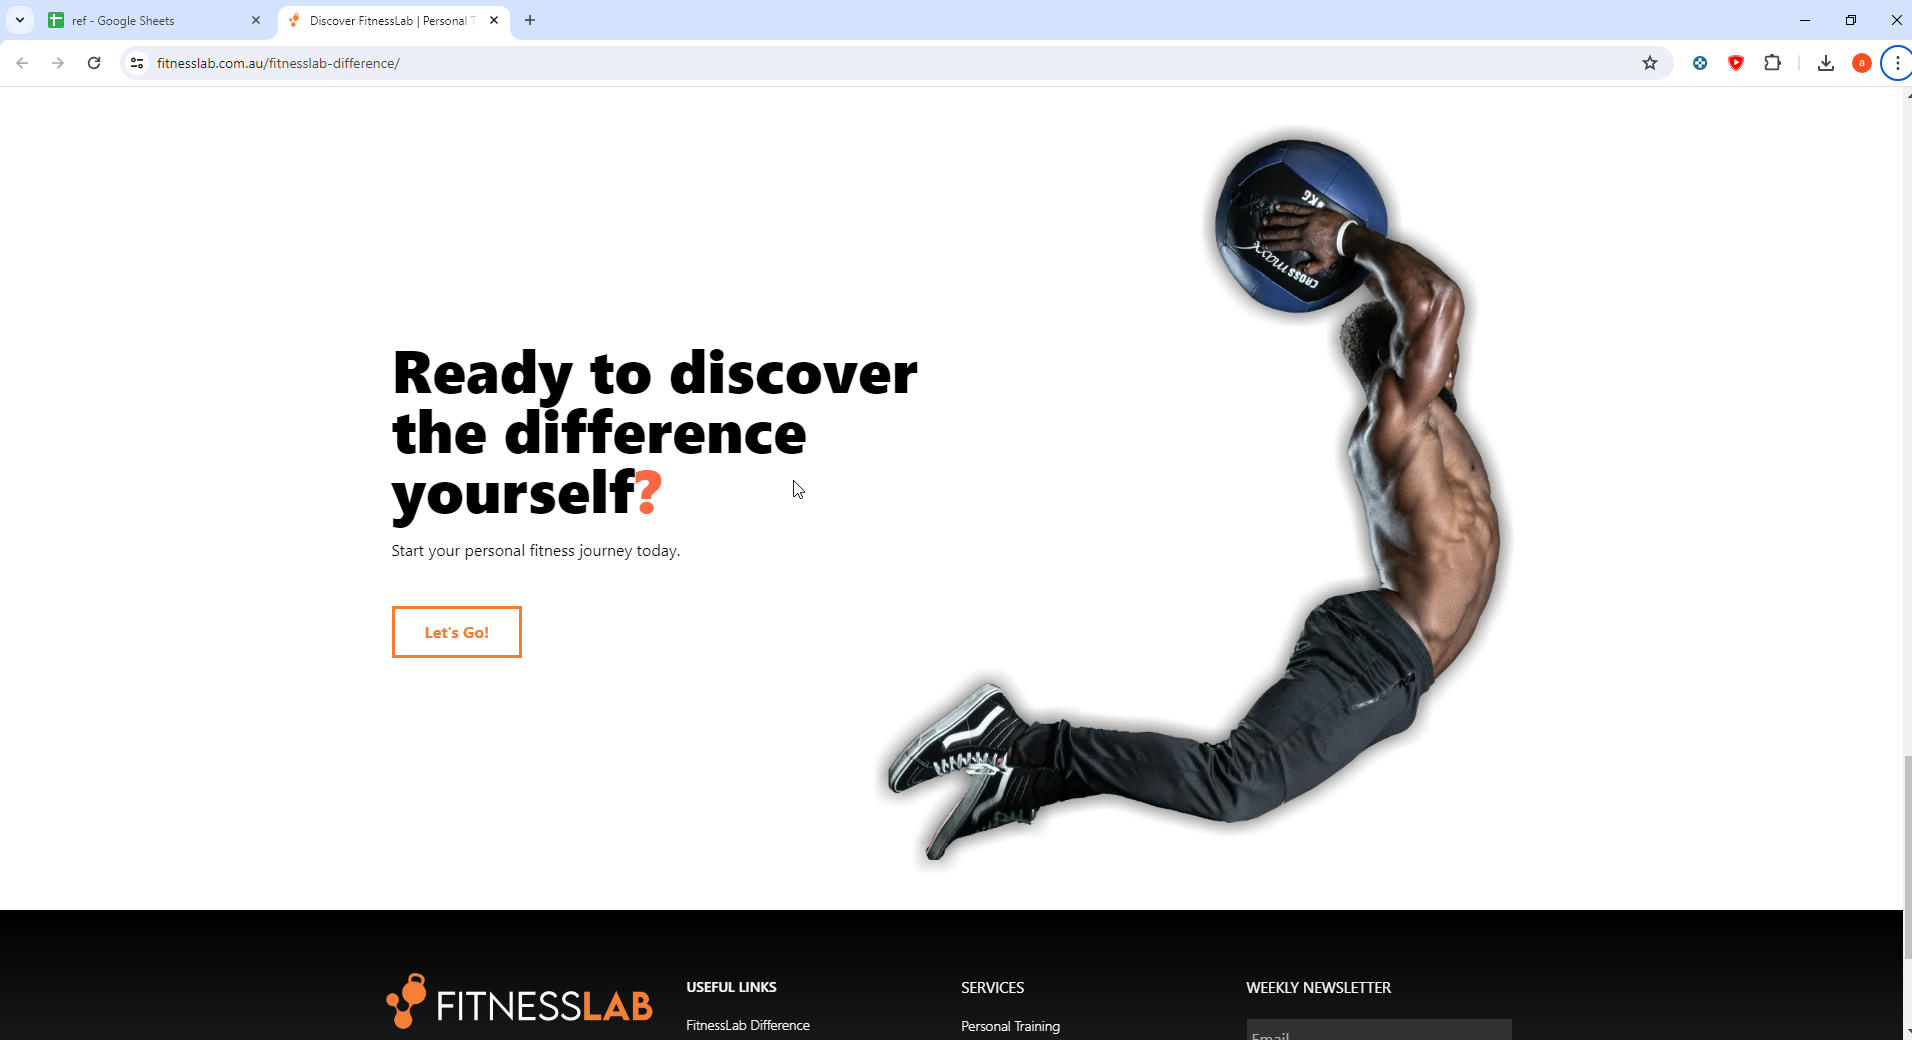 ref - Google Sheets
Discover FitnessLab | Personal T
fitnesslab.com.au/fitnesslab-difference/
a
KG
CROSS maxx
Ready to discover
the difference
yourself?
Start your personal fitness journey today.
Let's Go!
FITNESSLAB
USEFUL LINKS
FitnessLab Difference
SERVICES
Personal Training
WEEKLY NEWSLETTER
Email